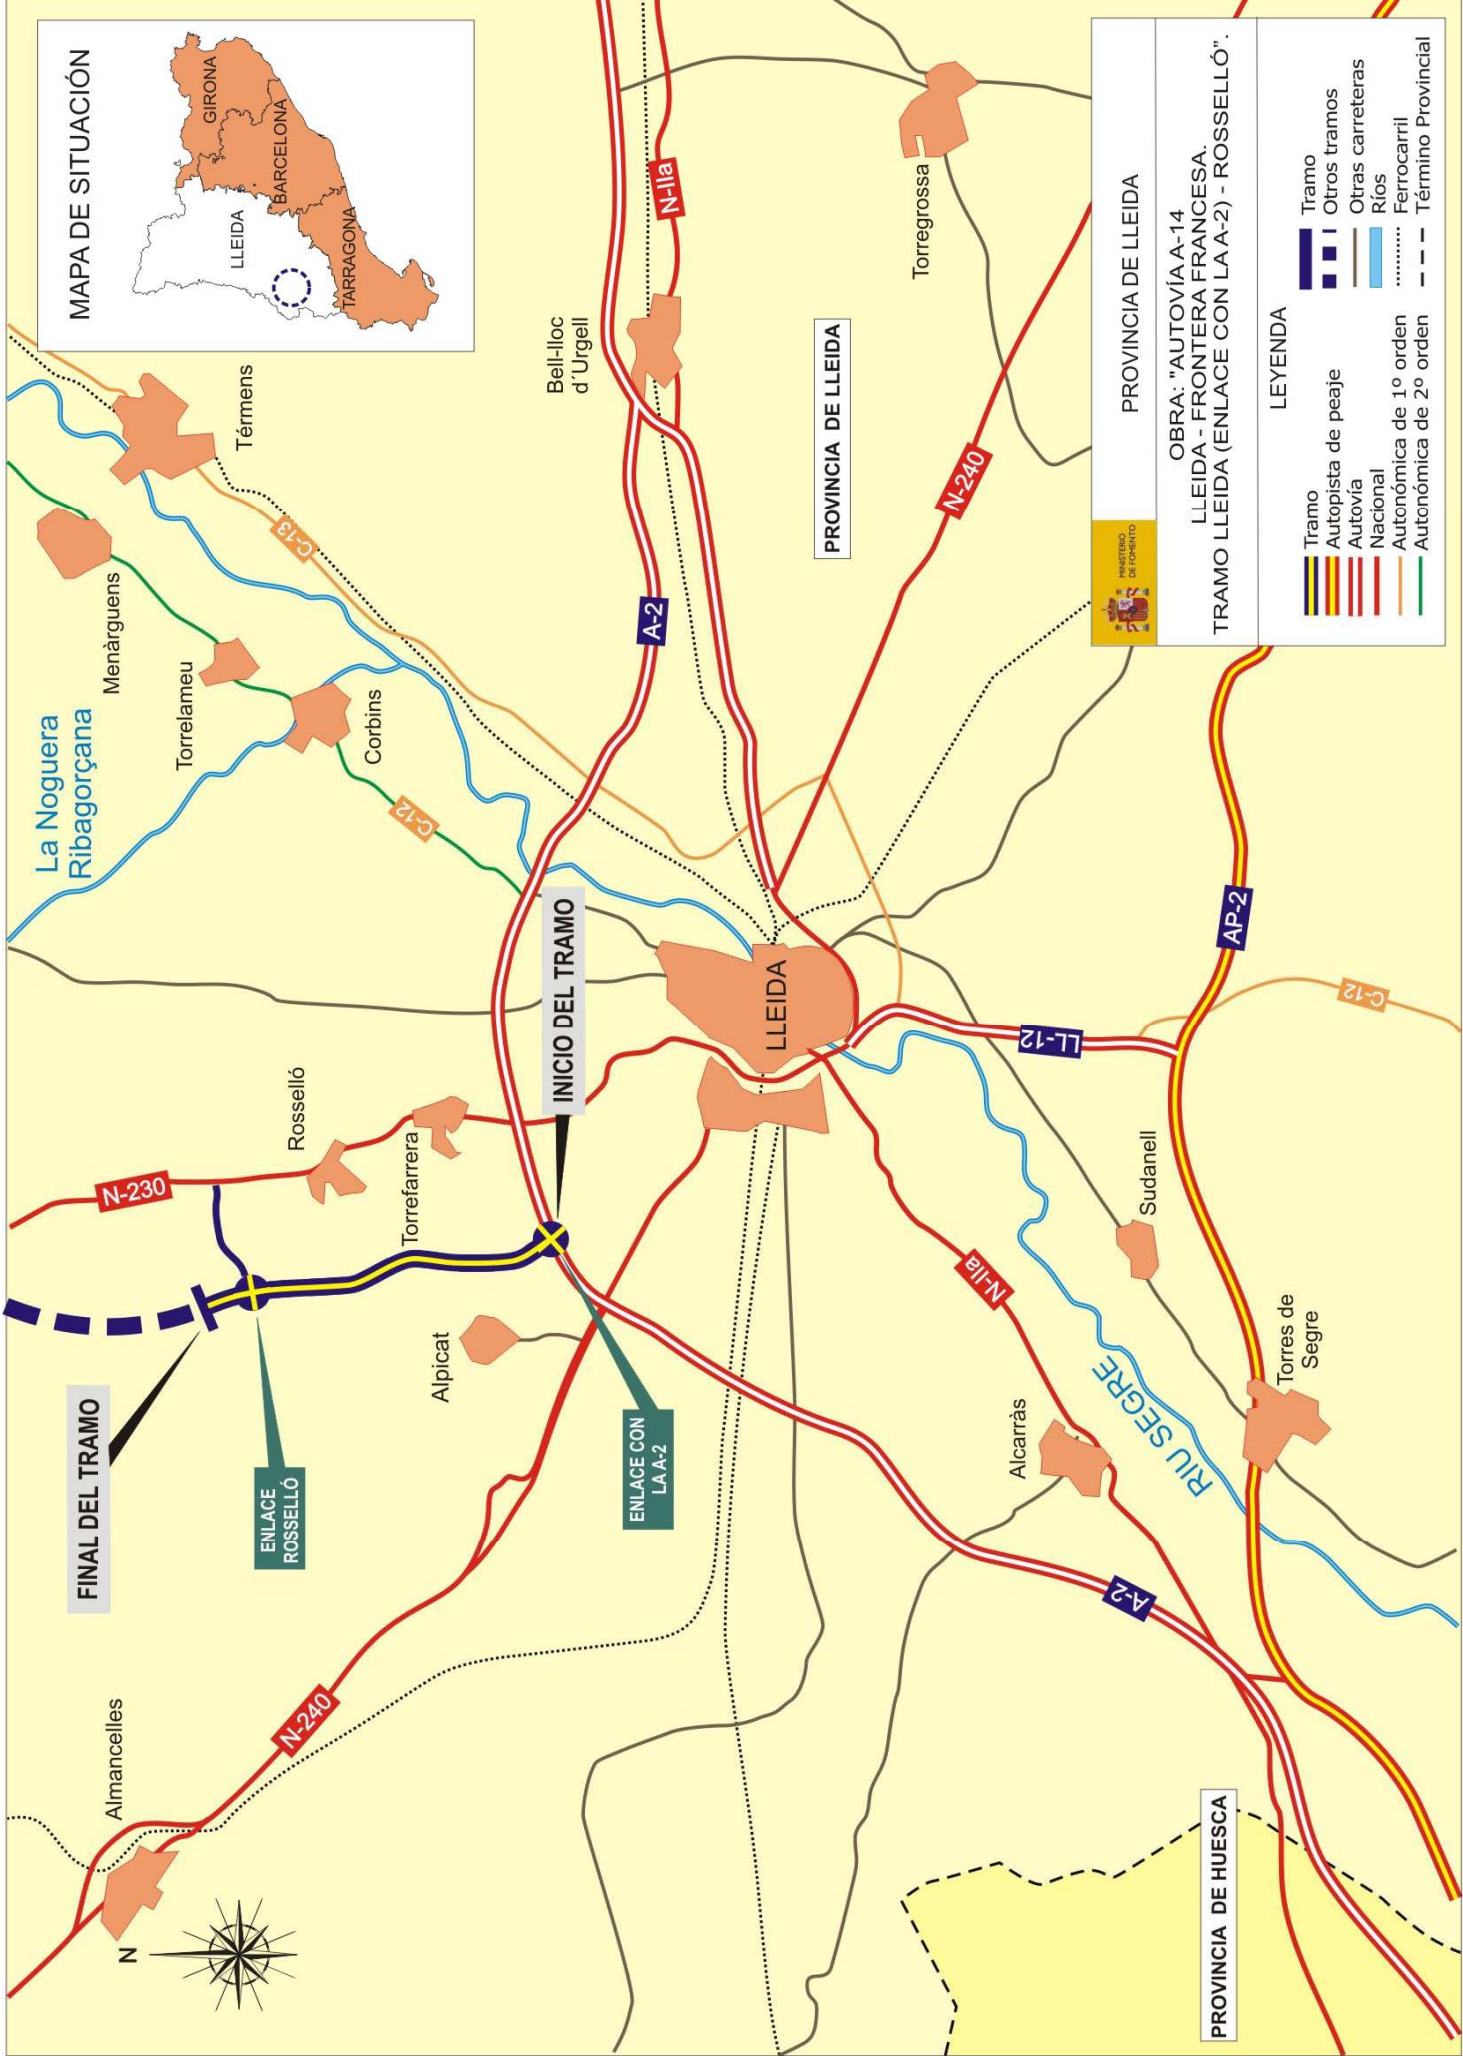 MAPA DE SITUACIÓN
GIRONA
BARCELONA
LLEIDA
TARRAGONA
La Noguera
Ribagorçana
Menàrguens
Térmens
Torrelameu
Corbins
C-13
C-12
N-230
Rosselló
Torrefarrera
FINAL DEL TRAMO
ENLACE
ROSSELLÓ
Alpicat
INICIO DEL TRAMO
ENLACE CON
LA A-2
Almancelles
N-240
N
A-2
Bell-lloc
d´Urgell
N-IIa
Torregrossa
PROVINCIA DE LLEIDA
N-240
LLEIDA
LL-12
N-IIa
Alcarràs
RIU SEGRE
Sudanell
Torres de
Segre
AP-2
C-12
A-2
PROVINCIA DE HUESCA
MINISTERIO
DE FOMENTO
PROVINCIA DE LLEIDA
OBRA: "AUTOVÍA A-14
LLEIDA - FRONTERA FRANCESA.
TRAMO LLEIDA (ENLACE CON LA A-2) - ROSSELLÓ".
LEYENDA
Tramo
Autopista de peaje
Autovía
Nacional
Autonómica de 1º orden
Autonómica de 2º orden
Tramo
Otros tramos
Otras carreteras
Ríos
Ferrocarril
Término Provincial